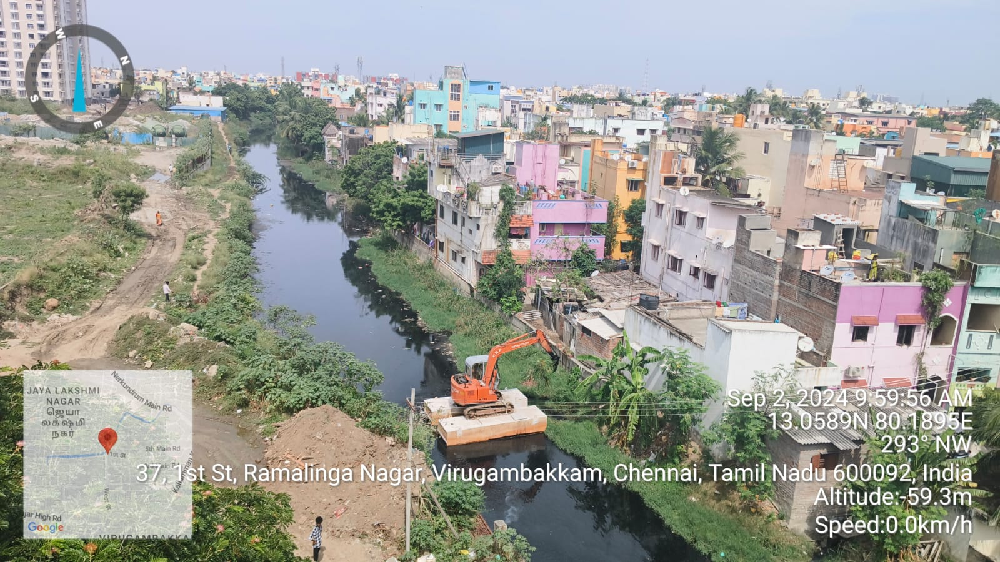 W
N
S
E
JAYA LAKSHMI
NAGAR
ஜெயா
லக்ஷ்மி
நகர்
Nerkundrum Main Rd
5th Main Rd
1st St
West St
Google
VIRUGAMBAKKA
Sep 2, 2024 9:59:56 AM
13.0589N 80.1895E
293° NW
37, 1st St, Ramalinga Nagar, Virugambakkam, Chennai, Tamil Nadu 600092, India
Altitude:-59.3m
Speed:0.0km/h